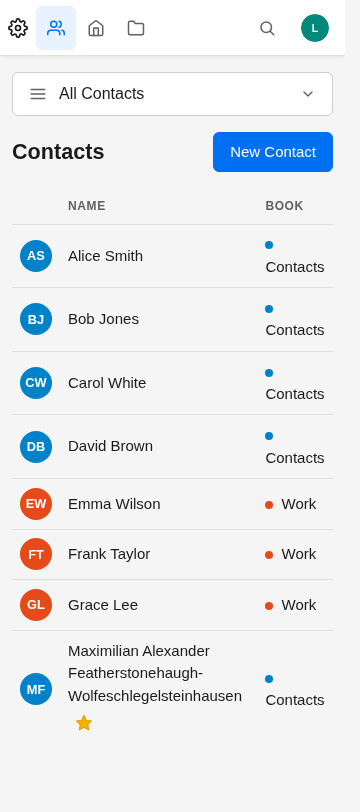 L
All Contacts
Contacts
New Contact
NAME BOOK
AS Alice Smith Contacts
BJ Bob Jones Contacts
CW Carol White Contacts
DB David Brown Contacts
EW Emma Wilson Work
FT Frank Taylor Work
GL Grace Lee Work
Maximilian Alexander
Featherstonehaugh-
MF Wolfeschlegelsteinhausen Contacts